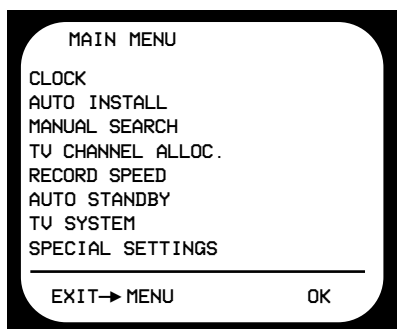 MAIN MENU
CLOCK
AUTO INSTALL
MANUAL SEARCH
TV CHANNEL ALLOC.
RECORD SPEED
AUTO STANDBY
TV SYSTEM
SPECIAL SETTINGS
EXIT→MENU OK